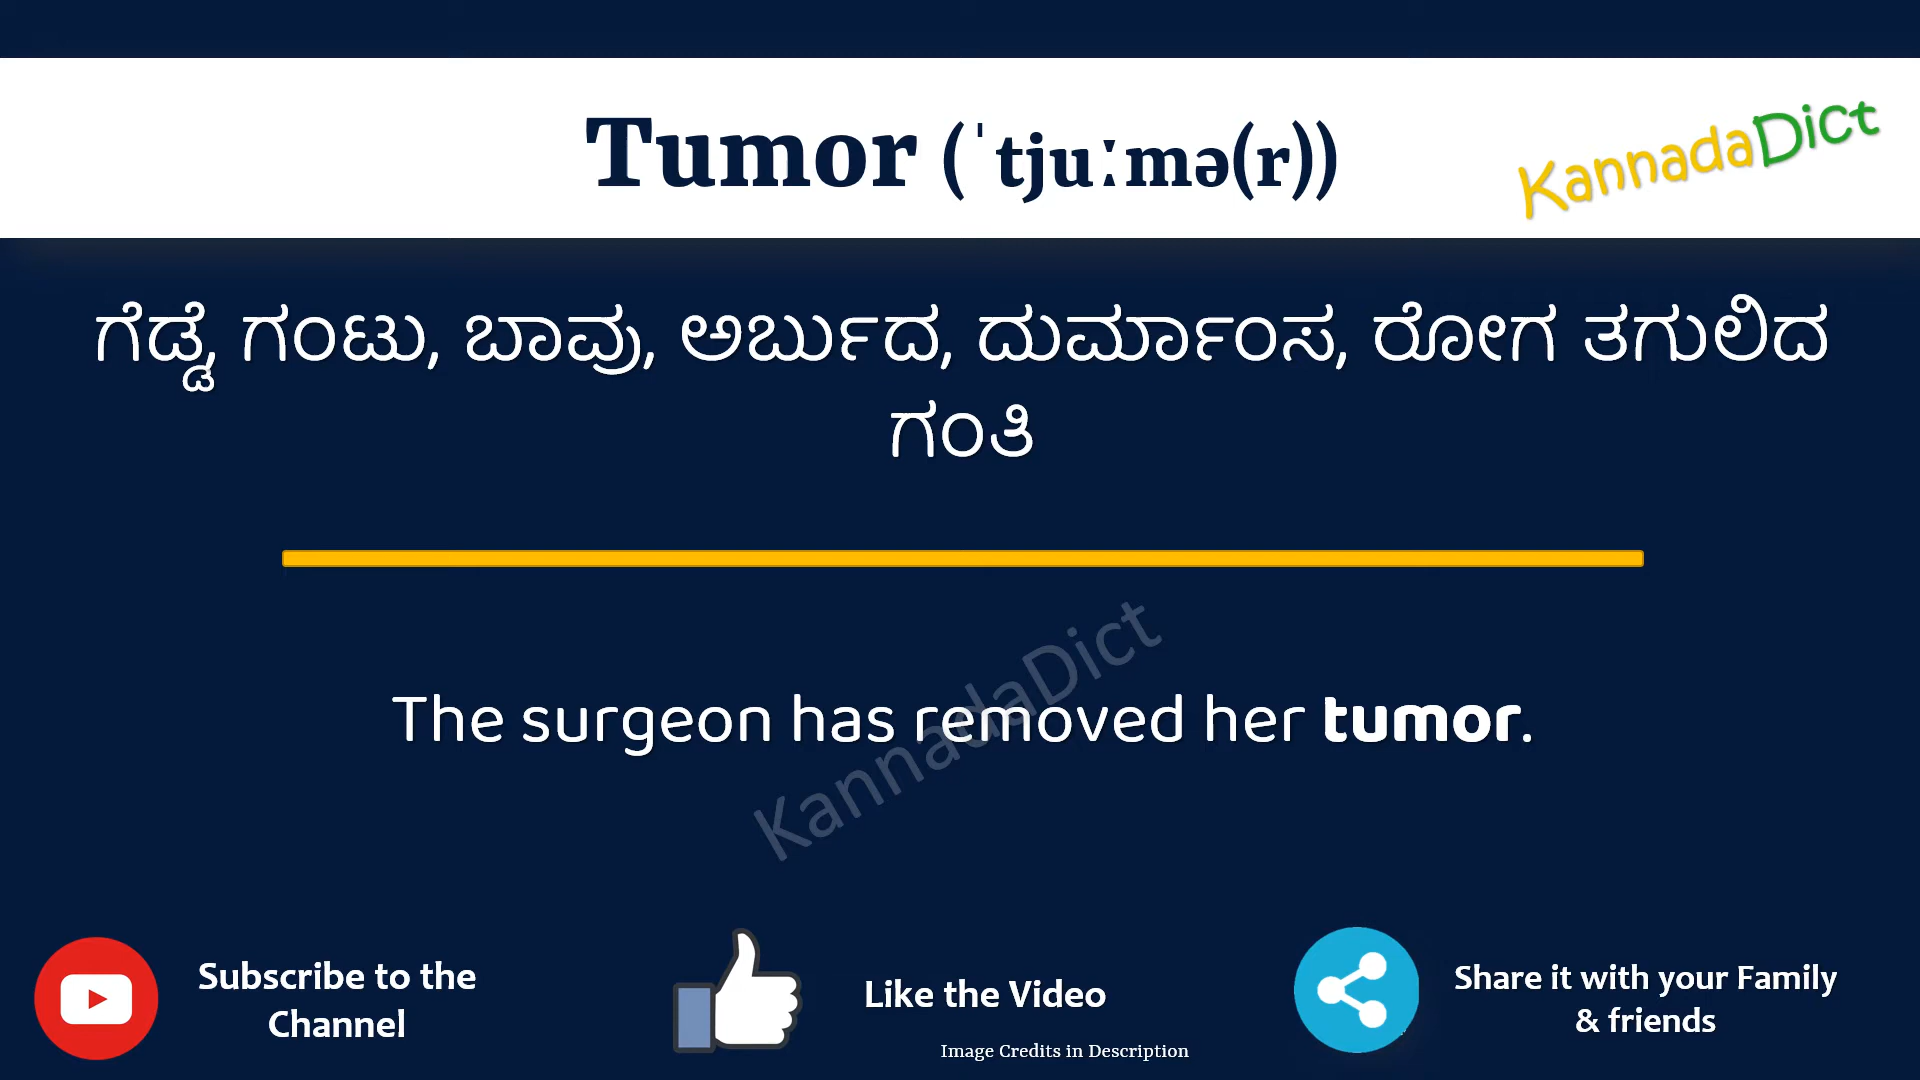 Tumor (ˈtjuːmə(r))
KannadaDict
ಗೆಡ್ಡೆ, ಗಂಟು, ಬಾವು, ಅರ್ಬುದ, ದುರ್ಮಾಂಸ, ರೋಗ ತಗುಲಿದ
ಗಂತಿ
KannadaDict
The surgeon has removed her tumor.
Subscribe to the
Channel
Like the Video
Share it with your Family
& friends
Image Credits in Description